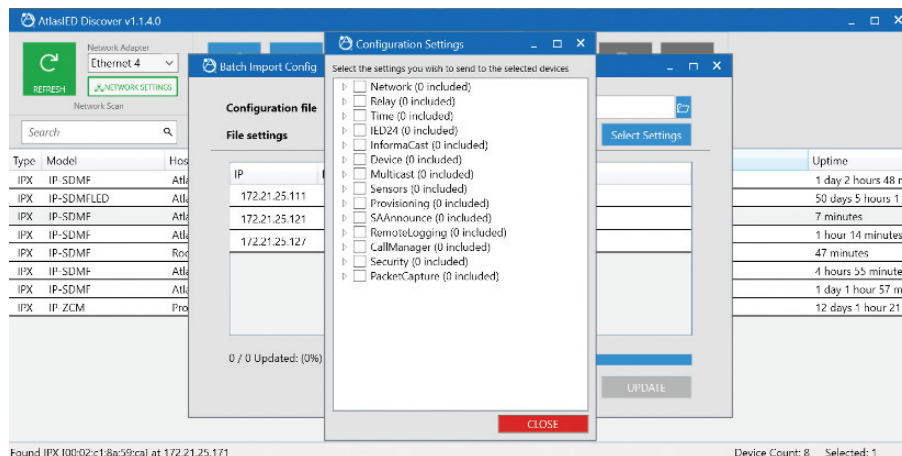 AtlasIED Discover v1.1.4.0
Network Adapter
Ethernet 4
REFRESH
NETWORK SETTINGS
Network Scan
Search
Type Model Hos Uptime
IPX IP-SDMF Atla 1 day 2 hours 48 r
IPX IP-SDMFLED Atla 50 days 5 hours 1
IPX IP-SDMF Atla 7 minutes
IPX IP-SDMF Atla 1 hour 14 minutes
IPX IP-SDMF Roo 47 minutes
IPX IP-SDMF Atla 4 hours 55 minute
IPX IP-SDMF Atla 1 day 1 hour 57 m
IPX IP-ZCM Pro 12 days 1 hour 21
Batch Import Config
Configuration file
File settings
Select Settings
IP
172.21.25.111
172.21.25.121
172.21.25.127
0 / 0 Updated: (0%)
UPDATE
Configuration Settings
Select the settings you wish to send to the selected devices
Network (0 included)
Relay (0 included)
Time (0 included)
IED24 (0 included)
InformaCast (0 included)
Device (0 included)
Multicast (0 included)
Sensors (0 included)
Provisioning (0 included)
SAAnnounce (0 included)
RemoteLogging (0 included)
CallManager (0 included)
Security (0 included)
PacketCapture (0 included)
CLOSE
Found IPX [00:02:c1:8a:59:ca] at 172.21.25.171
Device Count: 8 Selected: 1